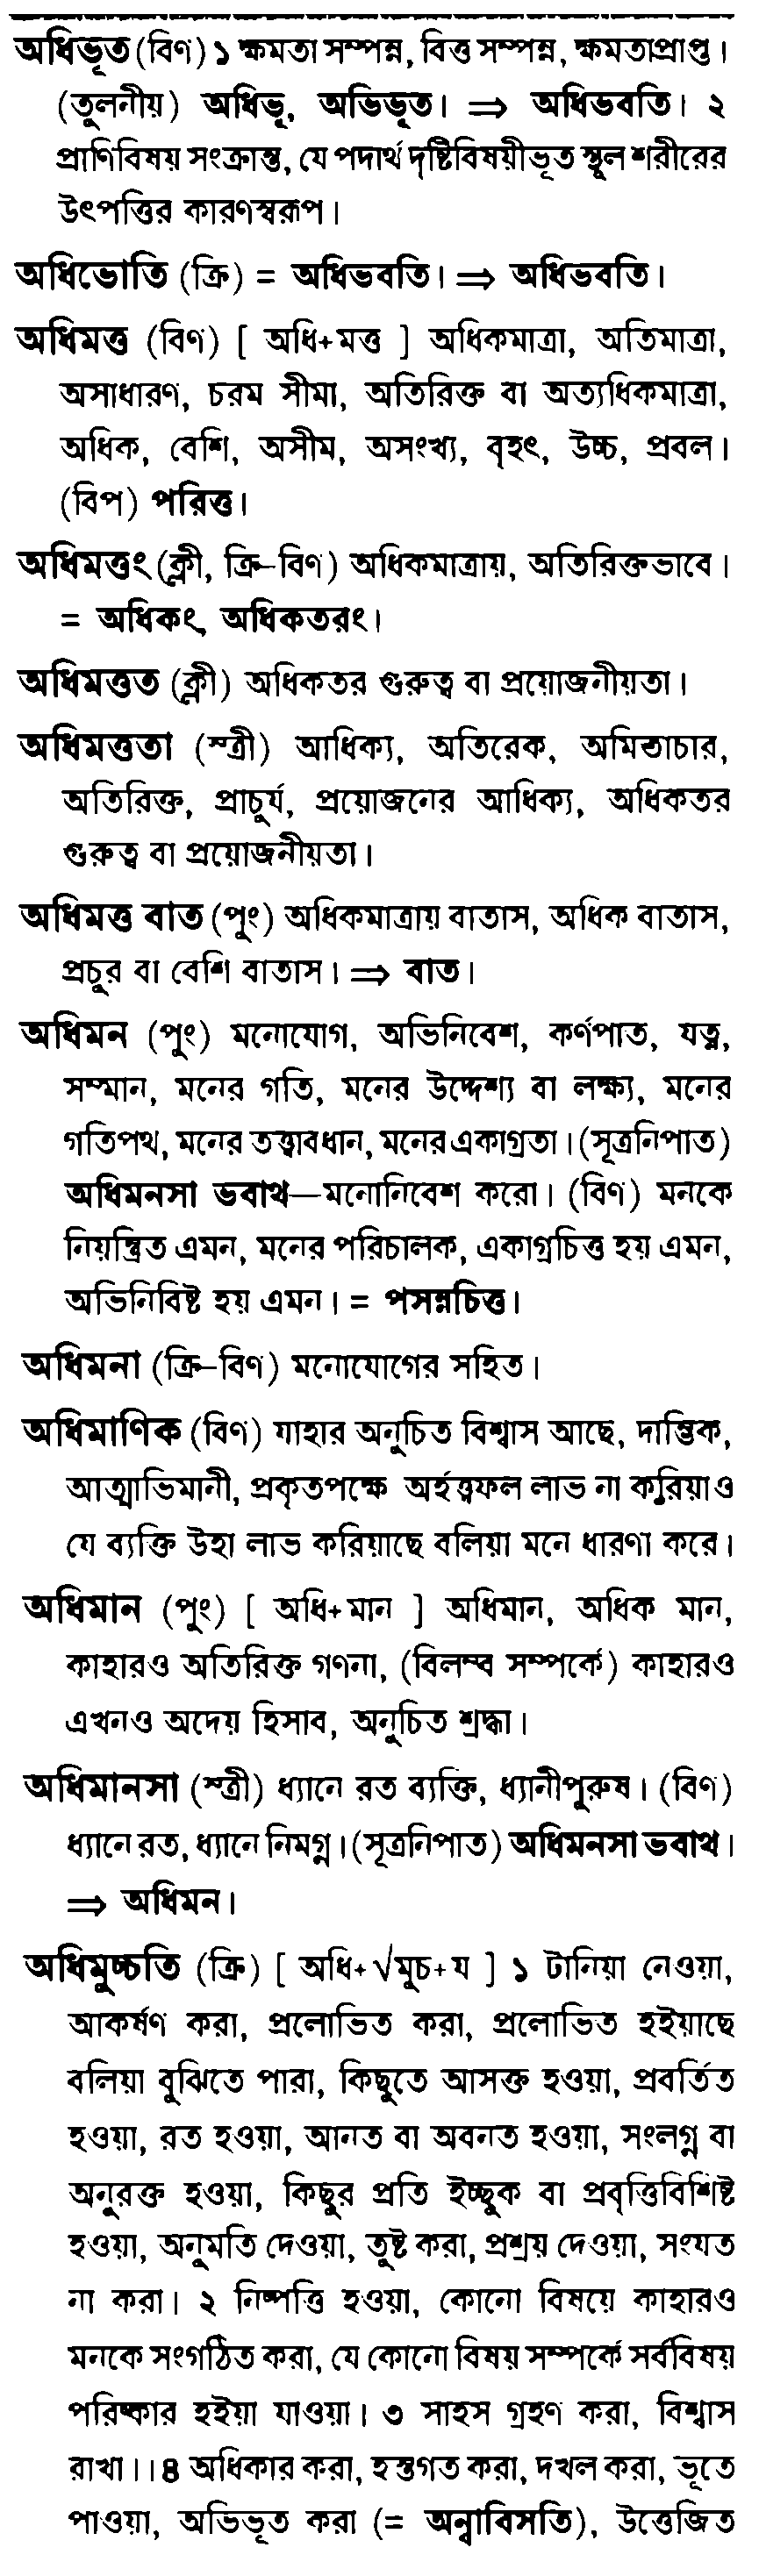 অধিভূত (বিণ) ১ ক্ষমতা সম্পন্ন, বিত্ত সম্পন্ন, ক্ষমতাপ্রাপ্ত।
(তুলনীয়) অধিভূ, অভিভূত। ⇒ অধিভবতি। ২
প্রাণিবিষয় সংক্রান্ত, যে পদার্থ দৃষ্টিবিষয়ীভূত স্থূল শরীরের
উৎপত্তির কারণস্বরূপ।
অধিভোতি (ক্রি) = অধিভবতি। ⇒ অধিভবতি।
অধিমত্ত (বিণ) [ অধি+মত্ত ] অধিকমাত্রা, অতিমাত্রা,
অসাধারণ, চরম সীমা, অতিরিক্ত বা অত্যধিকমাত্রা,
অধিক, বেশি, অসীম, অসংখ্য, বৃহৎ, উচ্চ, প্রবল।
(বিপ) পরিত্ত।
অধিমত্তং (ক্লী, ক্রি-বিণ) অধিকমাত্রায়, অতিরিক্তভাবে।
= অধিকং, অধিকতরং।
অধিমত্তত (ক্লী) অধিকতর গুরুত্ব বা প্রয়োজনীয়তা।
অধিমত্ততা (স্ত্রী) আধিক্য, অতিরেক, অমিতাচার,
অতিরিক্ত, প্রাচুর্য, প্রয়োজনের আধিক্য, অধিকতর
গুরুত্ব বা প্রয়োজনীয়তা।
অধিমত্ত বাত (পুং) অধিকমাত্রায় বাতাস, অধিক বাতাস,
প্রচুর বা বেশি বাতাস। ⇒ বাত।
অধিমন (পুং) মনোযোগ, অভিনিবেশ, কর্ণপাত, যত্ন,
সম্মান, মনের গতি, মনের উদ্দেশ্য বা লক্ষ্য, মনের
গতিপথ, মনের তত্ত্বাবধান, মনের একাগ্রতা। (সূত্রনিপাত)
অধিমনসা ভবাথ—মনোনিবেশ করো। (বিণ) মনকে
নিয়ন্ত্রিত এমন, মনের পরিচালক, একাগ্রচিত্ত হয় এমন,
অভিনিবিষ্ট হয় এমন। = পসন্নচিত্ত।
অধিমনা (ক্রি-বিণ) মনোযোগের সহিত।
অধিমাণিক (বিণ) যাহার অনুচিত বিশ্বাস আছে, দাম্ভিক,
আত্মাভিমানী, প্রকৃতপক্ষে অর্হত্ত্বফল লাভ না করিয়াও
যে ব্যক্তি উহা লাভ করিয়াছে বলিয়া মনে ধারণা করে।
অধিমান (পুং) [ অধি+মান ] অধিমান, অধিক মান,
কাহারও অতিরিক্ত গণনা, (বিলম্ব সম্পর্কে) কাহারও
এখনও অদেয় হিসাব, অনুচিত শ্রদ্ধা।
অধিমানসা (স্ত্রী) ধ্যানে রত ব্যক্তি, ধ্যানীপুরুষ। (বিণ)
ধ্যানে রত, ধ্যানে নিমগ্ন। (সূত্রনিপাত) অধিমনসা ভবাথ।
⇒ অধিমন।
অধিমুচ্চতি (ক্রি) [ অধি+√মুচ+য ] ১ টানিয়া নেওয়া,
আকর্ষণ করা, প্রলোভিত করা, প্রলোভিত হইয়াছে
বলিয়া বুঝিতে পারা, কিছুতে আসক্ত হওয়া, প্রবর্তিত
হওয়া, রত হওয়া, আনত বা অবনত হওয়া, সংলগ্ন বা
অনুরক্ত হওয়া, কিছুর প্রতি ইচ্ছুক বা প্রবৃত্তিবিশিষ্ট
হওয়া, অনুমতি দেওয়া, তুষ্ট করা, প্রশ্রয় দেওয়া, সংযত
না করা। ২ নিষ্পত্তি হওয়া, কোনো বিষয়ে কাহারও
মনকে সংগঠিত করা, যে কোনো বিষয় সম্পর্কে সর্ববিষয়
পরিষ্কার হইয়া যাওয়া। ৩ সাহস গ্রহণ করা, বিশ্বাস
রাখা।। ৪ অধিকার করা, হস্তগত করা, দখল করা, ভূতে
পাওয়া, অভিভূত করা (= অন্বাবিসতি), উত্তেজিত